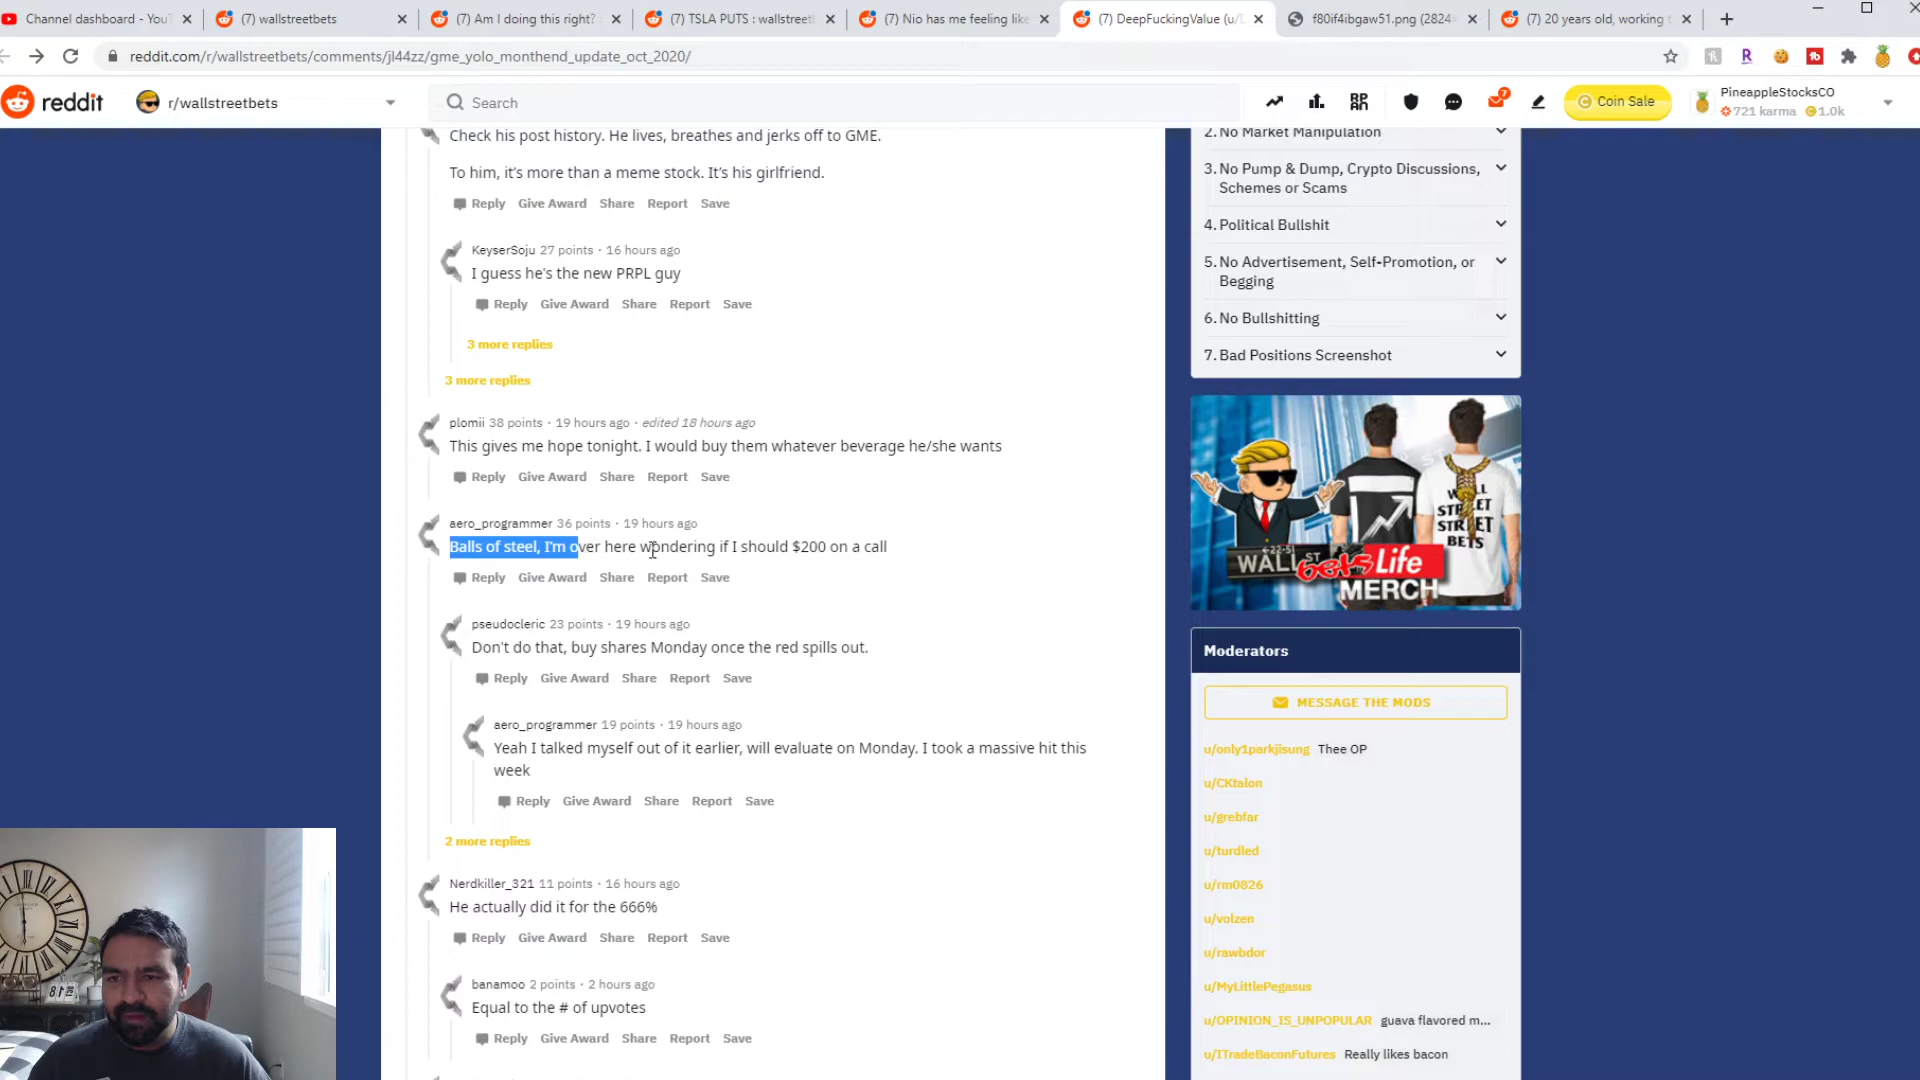 Channel dashboard - You
(7) wallstreetbets
(7) Am I doing this right?
(7) TSLA PUTS : wallstreet
(7) Nio has me feeling like
(7) DeepFuckingValue (u/
f80if4ibgaw51.png (2824×
(7) 20 years old, working
reddit.com/r/wallstreetbets/comments/jl44zz/gme_yolo_monthend_update_oct_2020/
reddit
r/wallstreetbets
Search
7
Coin Sale
PineappleStocksCO
721 karma 1.0k
Check his post history. He lives, breathes and jerks off to GME.
To him, it's more than a meme stock. It's his girlfriend.
Reply Give Award Share Report Save
KeyserSoju 27 points · 16 hours ago
I guess he's the new PRPL guy
Reply Give Award Share Report Save
3 more replies
3 more replies
plomii 38 points · 19 hours ago · edited 18 hours ago
This gives me hope tonight. I would buy them whatever beverage he/she wants
Reply Give Award Share Report Save
aero_programmer 36 points · 19 hours ago
Balls of steel, I'm over here wondering if I should $200 on a call
Reply Give Award Share Report Save
pseudocleric 23 points · 19 hours ago
Don't do that, buy shares Monday once the red spills out.
Reply Give Award Share Report Save
aero_programmer 19 points · 19 hours ago
Yeah I talked myself out of it earlier, will evaluate on Monday. I took a massive hit this
week
Reply Give Award Share Report Save
2 more replies
Nerdkiller_321 11 points · 16 hours ago
He actually did it for the 666%
Reply Give Award Share Report Save
banamoo 2 points · 2 hours ago
Equal to the # of upvotes
Reply Give Award Share Report Save
2. No Market Manipulation
3. No Pump & Dump, Crypto Discussions,
Schemes or Scams
4. Political Bullshit
5. No Advertisement, Self-Promotion, or
Begging
6. No Bullshitting
7. Bad Positions Screenshot
WALL
STREET
STREET
BETS
WALL ST bets Life
MERCH
Moderators
MESSAGE THE MODS
u/only1parkjisung Thee OP
u/CKtalon
u/grebfar
u/turdled
u/rm0826
u/volzen
u/rawbdor
u/MyLittlePegasus
u/OPINION_IS_UNPOPULAR guava flavored m...
u/ITradeBaconFutures Really likes bacon